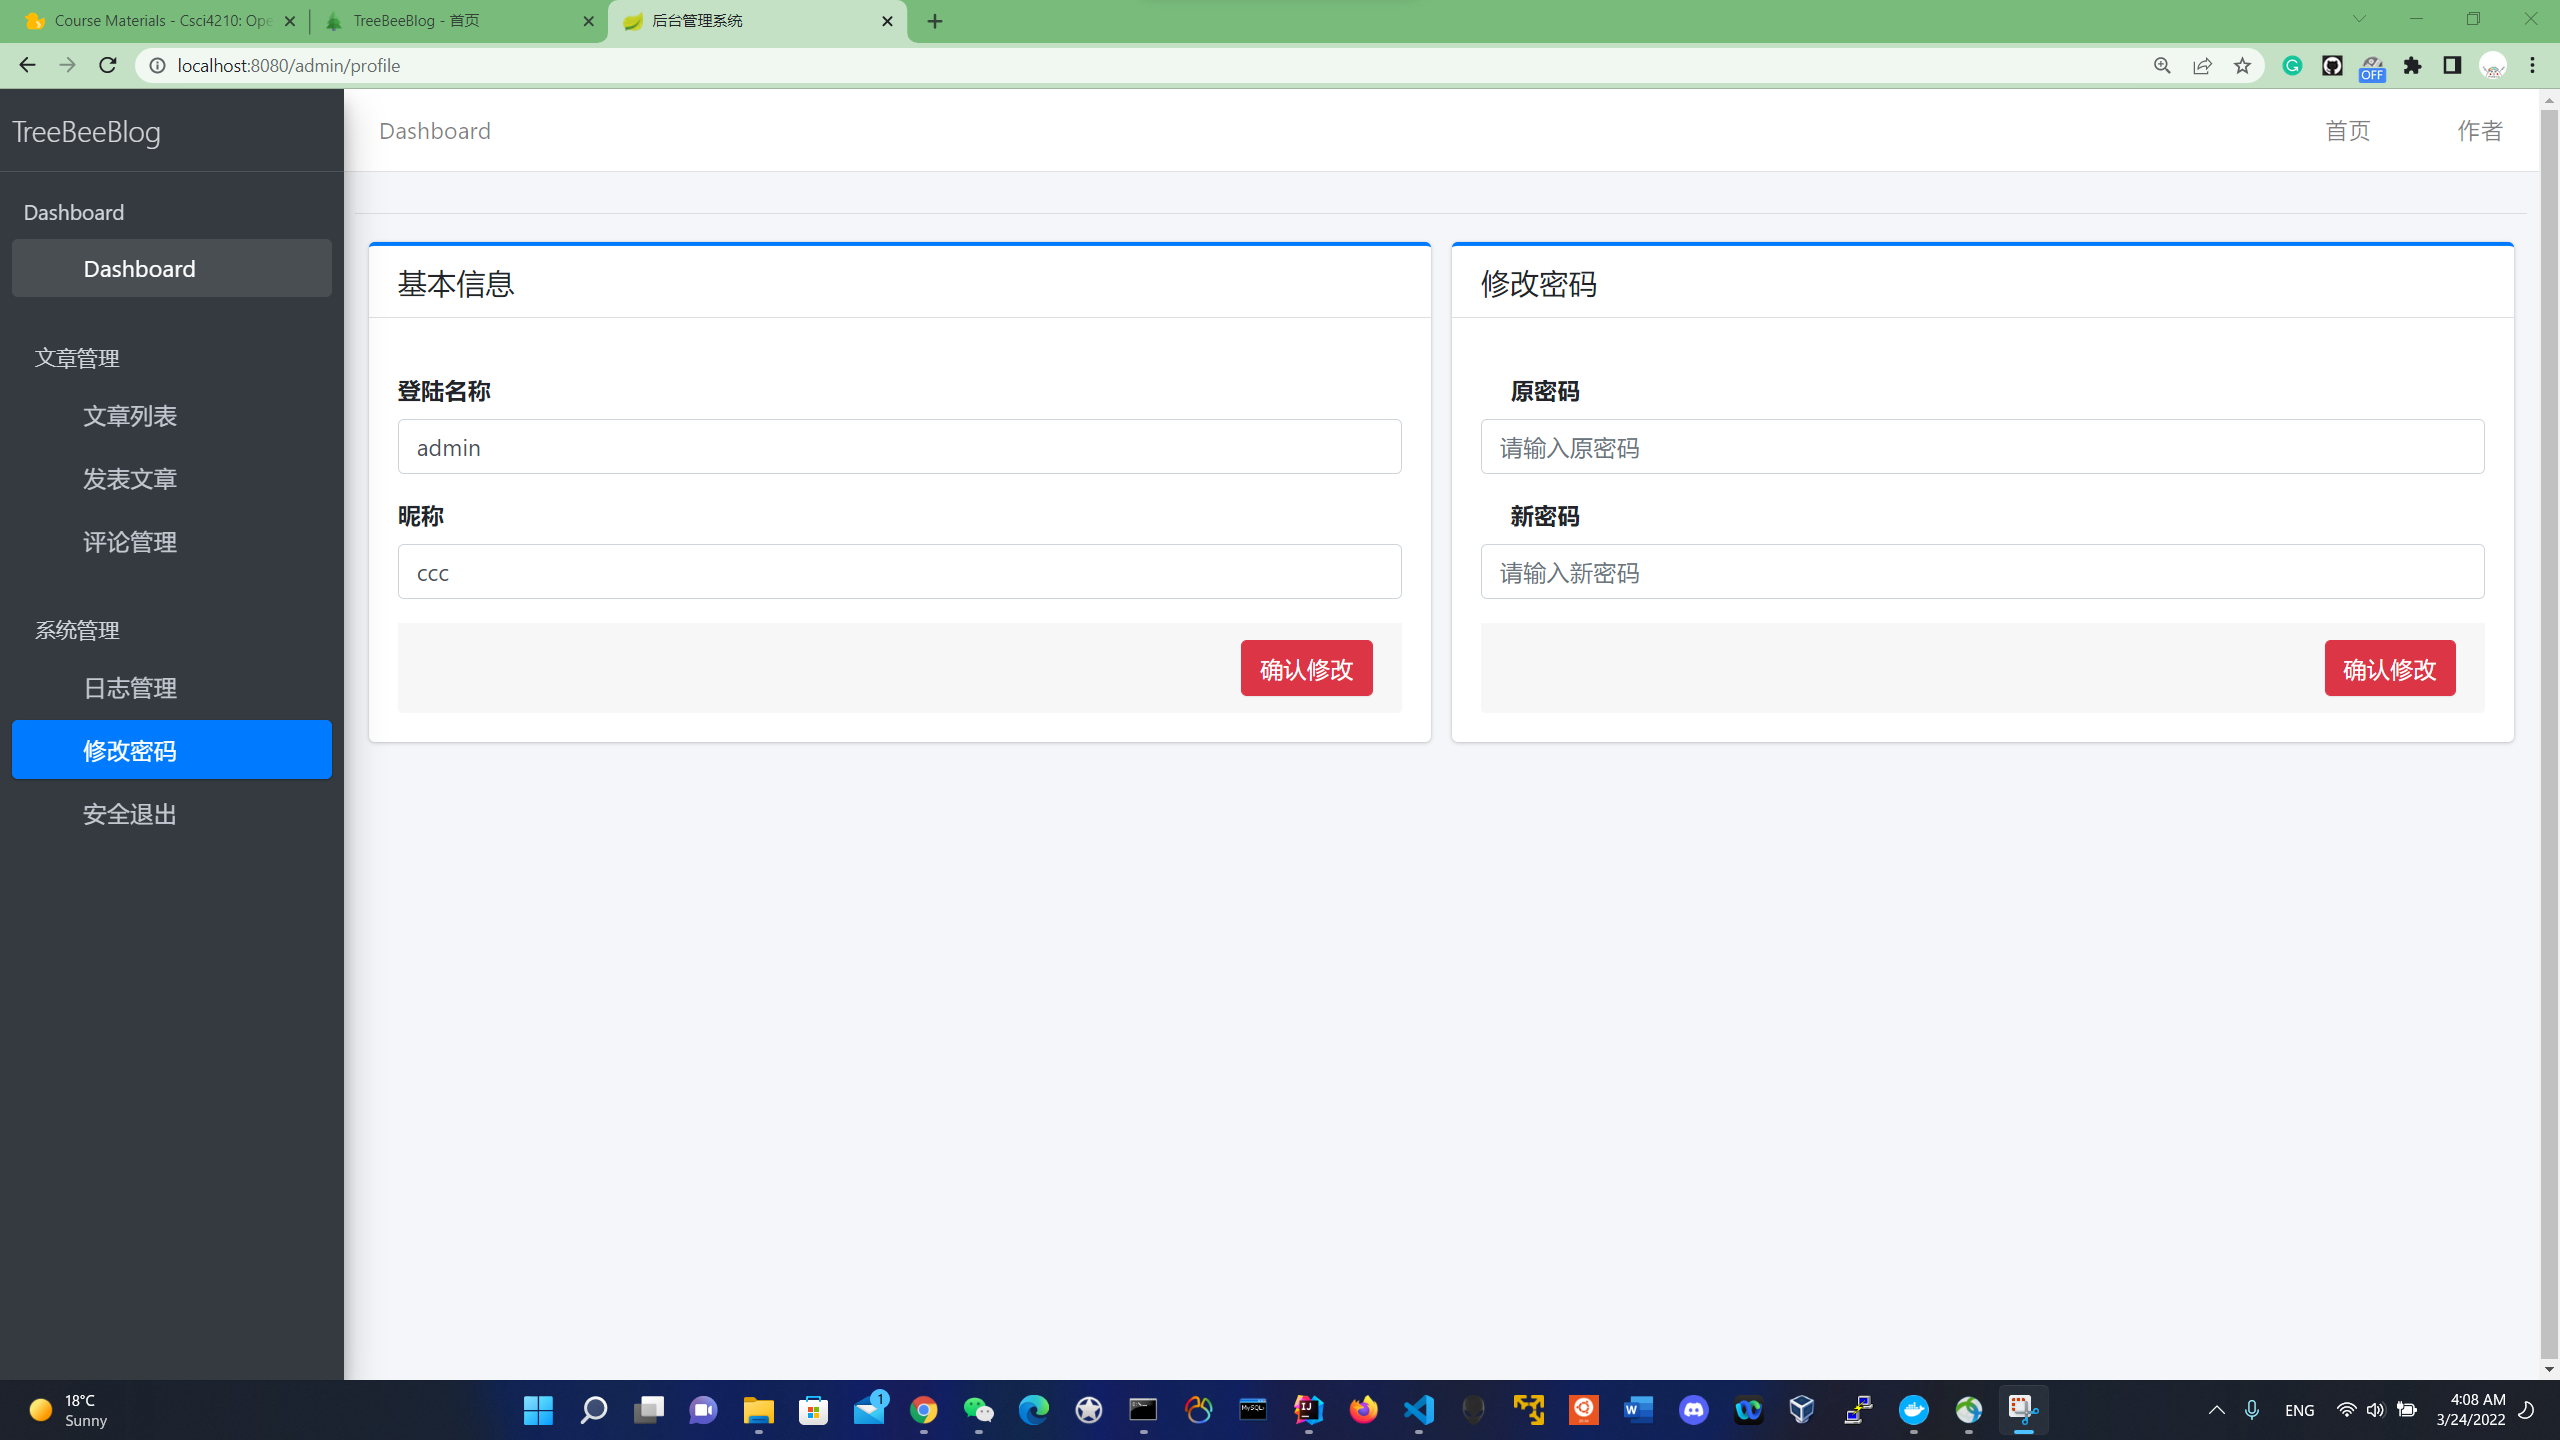 Course Materials - Csci4210: Ope
TreeBeeBlog - 首页
后台管理系统
localhost:8080/admin/profile
OFF
TreeBeeBlog
Dashboard
首页
作者
Dashboard
Dashboard
文章管理
文章列表
发表文章
评论管理
系统管理
日志管理
修改密码
安全退出
基本信息
登陆名称
admin
昵称
ccc
确认修改
修改密码
原密码
请输入原密码
新密码
请输入新密码
确认修改
18°C
Sunny
1
MySQL
IJ
W
ENG
4:08 AM
3/24/2022